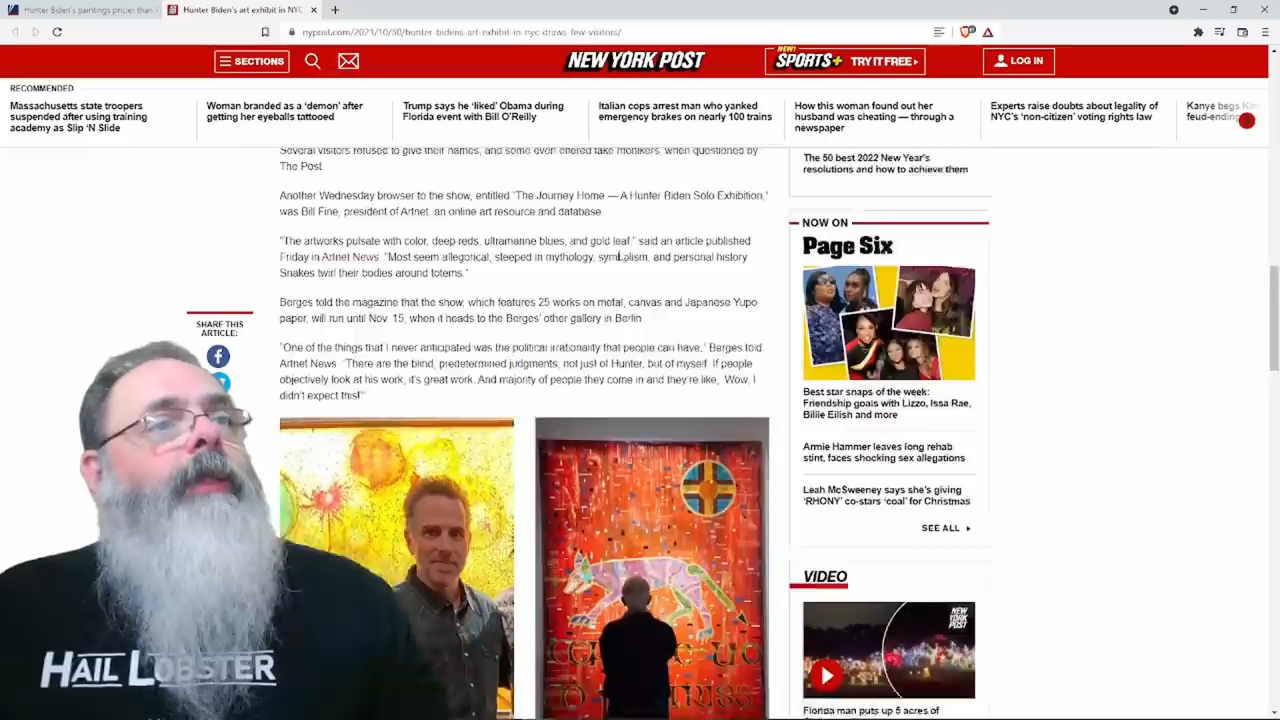 Hunter Biden's paintings pricier than
Hunter Biden's art exhibit in NYC
nypost.com/2021/10/30/hunter-bidens-art-exhibit-in-nyc-draws-few-visitors/
SECTIONS
NEW YORK POST
NEW!
SPORTS+ TRY IT FREE
LOG IN
RECOMMENDED
Massachusetts state troopers
suspended after using training
academy as Slip 'N Slide
Woman branded as a 'demon' after
getting her eyeballs tattooed
Trump says he 'liked' Obama during
Florida event with Bill O'Reilly
Italian cops arrest man who yanked
emergency brakes on nearly 100 trains
How this woman found out her
husband was cheating — through a
newspaper
Experts raise doubts about legality of
NYC's 'non-citizen' voting rights law
Kanye begs Kim
feud-ending
Several visitors refused to give their names, and some even offered fake monikers, when questioned by
The Post.
Another Wednesday browser to the show, entitled "The Journey Home — A Hunter Biden Solo Exhibition,"
was Bill Fine, president of Artnet, an online art resource and database.
"The artworks pulsate with color, deep reds, ultramarine blues, and gold leaf," said an article published
Friday in Artnet News. "Most seem allegorical, steeped in mythology, symbolism, and personal history.
Snakes twirl their bodies around totems."
Berges told the magazine that the show, which features 25 works on metal, canvas and Japanese Yupo
paper, will run until Nov. 15, when it heads to the Berges' other gallery in Berlin.
"One of the things that I never anticipated was the political irrationality that people can have," Berges told
Artnet News. "There are the blind, predetermined judgments, not just of Hunter, but of myself. If people
objectively look at his work, it's great work. And majority of people they come in and they're like, 'Wow, I
didn't expect this!'"
SHARE THIS
ARTICLE:
HAIL LOBSTER
The 50 best 2022 New Year's
resolutions and how to achieve them
NOW ON
Page Six
Best star snaps of the week:
Friendship goals with Lizzo, Issa Rae,
Billie Eilish and more
Armie Hammer leaves long rehab
stint, faces shocking sex allegations
Leah McSweeney says she's giving
'RHONY' co-stars 'coal' for Christmas
SEE ALL
VIDEO
NEW
YORK
POST
Florida man puts up 5 acres of